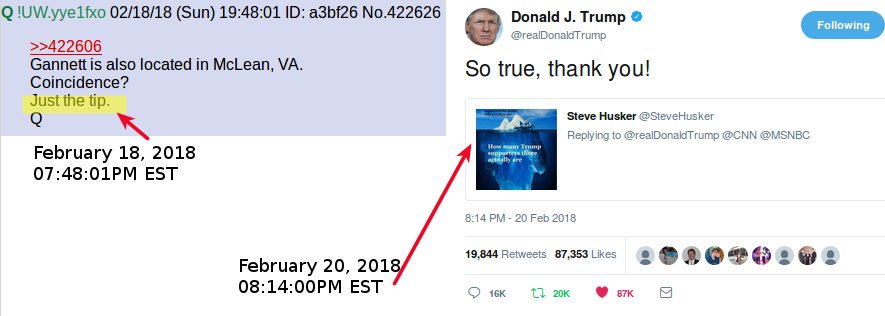 Q !UW.yye1fxo 02/18/18 (Sun) 19:48:01 ID: a3bf26 No.422626
>>422606
Gannett is also located in McLean, VA.
Coincidence?
Just the tip.
Q
February 18, 2018
07:48:01PM EST
February 20, 2018
08:14:00PM EST
Donald J. Trump
@realDonaldTrump
Following
So true, thank you!
How many Trump
supporters there
actually are
Steve Husker @SteveHusker
Replying to @realDonaldTrump @CNN @MSNBC
8:14 PM - 20 Feb 2018
19,844 Retweets 87,353 Likes
16K 20K 87K